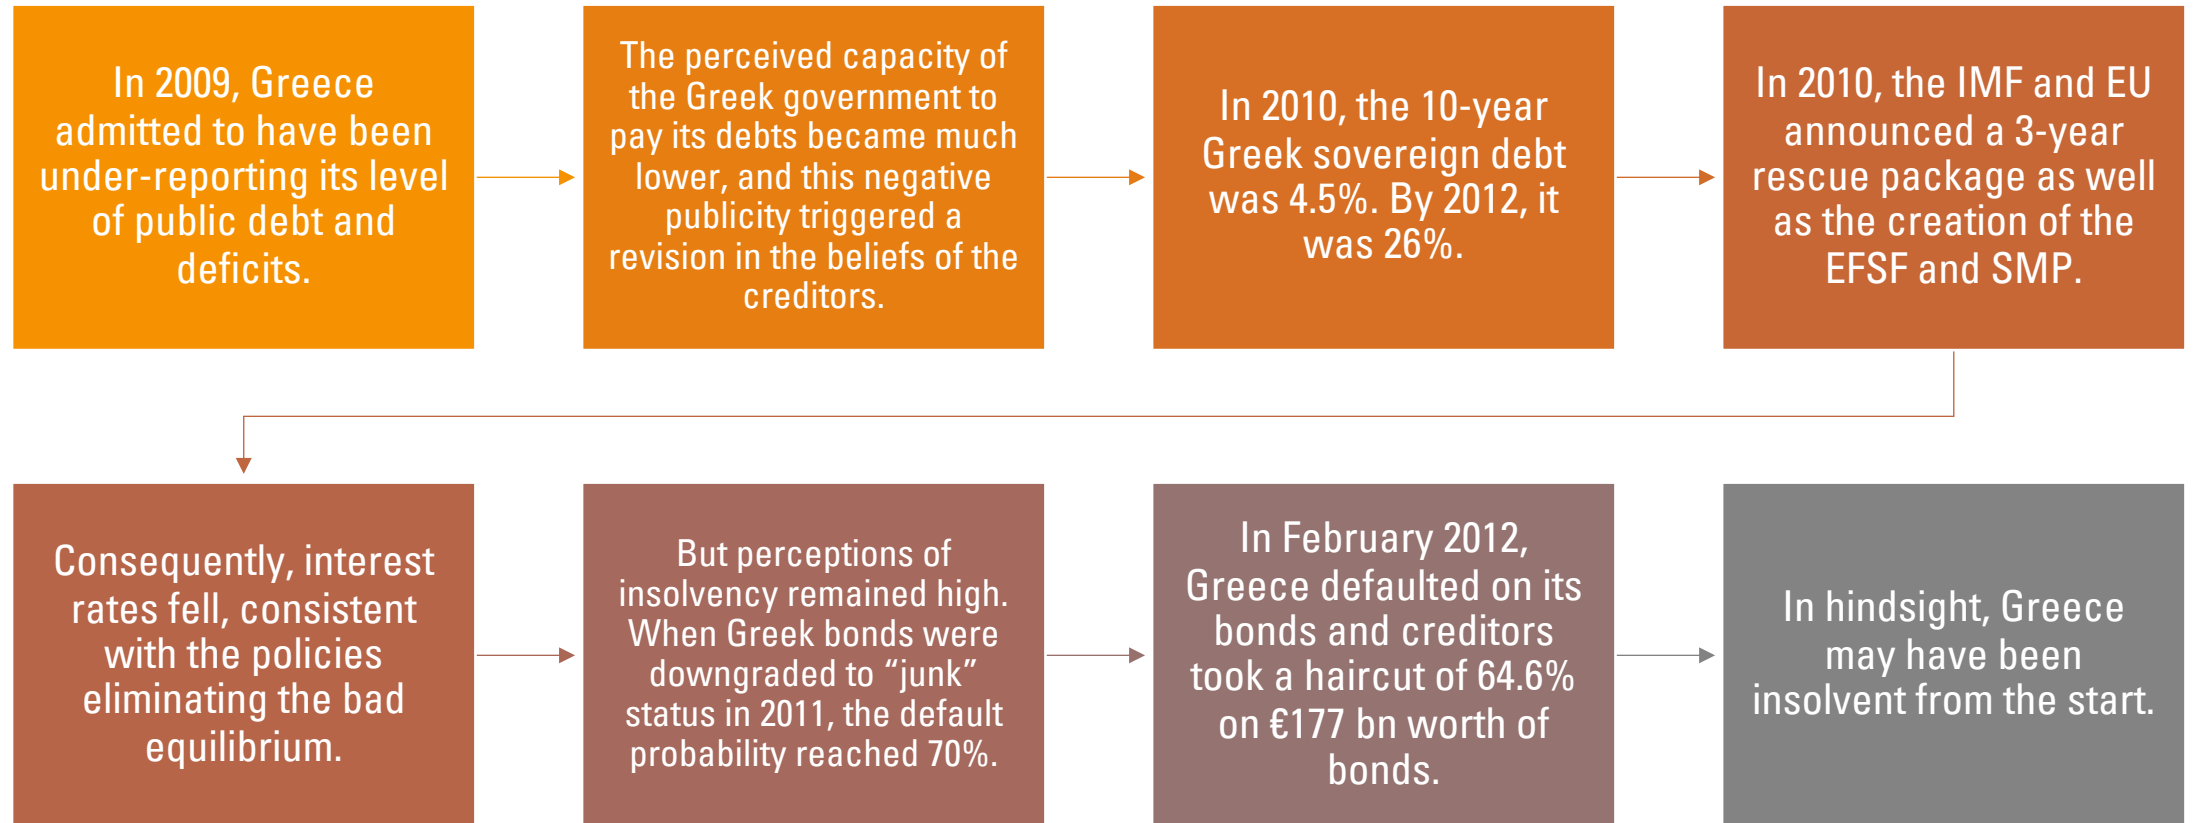 In 2009, Greece
admitted to have been
under-reporting its level
of public debt and
deficits.
The perceived capacity of
the Greek government to
pay its debts became much
lower, and this negative
publicity triggered a
revision in the beliefs of the
creditors.
In 2010, the 10-year
Greek sovereign debt
was 4.5%. By 2012, it
was 26%.
In 2010, the IMF and EU
announced a 3-year
rescue package as well
as the creation of the
EFSF and SMP.
Consequently, interest
rates fell, consistent
with the policies
eliminating the bad
equilibrium.
But perceptions of
insolvency remained high.
When Greek bonds were
downgraded to “junk”
status in 2011, the default
probability reached 70%.
In February 2012,
Greece defaulted on its
bonds and creditors
took a haircut of 64.6%
on €177 bn worth of
bonds.
In hindsight, Greece
may have been
insolvent from the start.